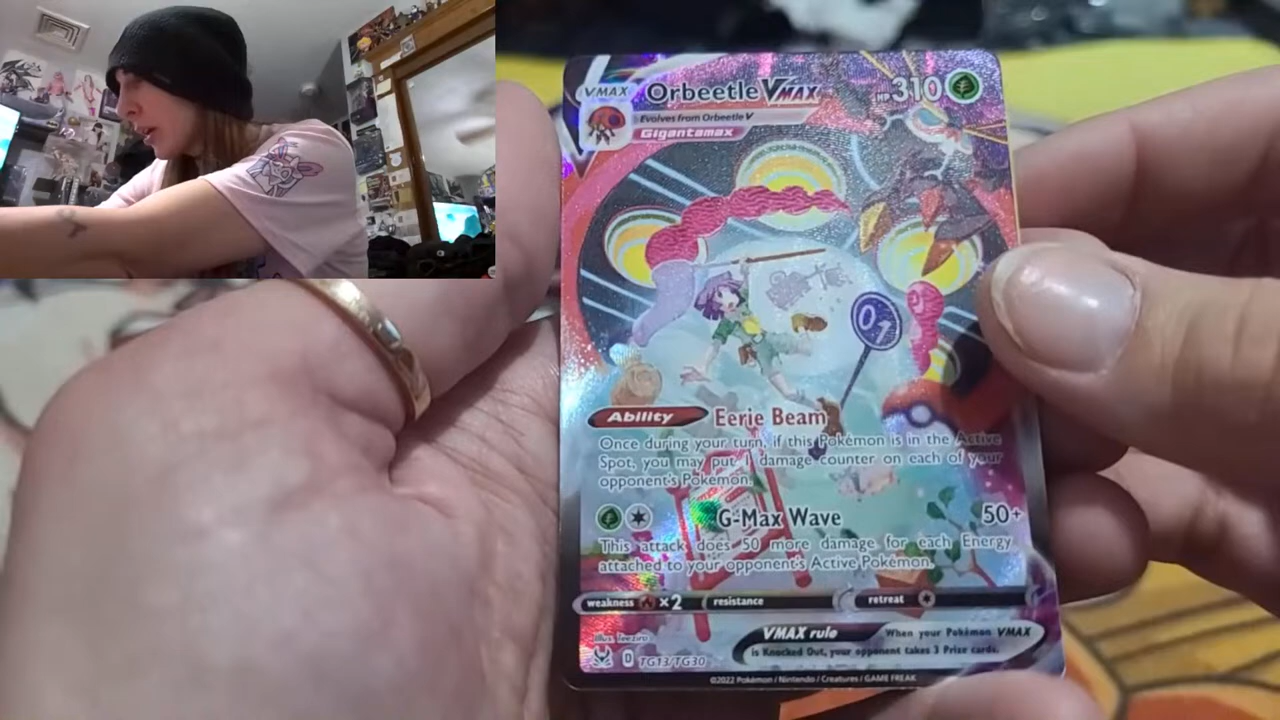 VMAX Orbeetle VMAX HP 310
Evolves from Orbeetle V
Gigantamax
01
Ability Eerie Beam
Once during your turn, if this Pokémon is in the Active
Spot, you may put 1 damage counter on each of your
opponent's Pokémon.
G-Max Wave 50+
This attack does 50 more damage for each Energy
attached to your opponent's Active Pokémon.
weakness ×2 resistance retreat
VMAX rule When your Pokémon VMAX
is Knocked Out, your opponent takes 3 Prize cards.
Illus. teeziro
D TG13/TG30
©2022 Pokémon / Nintendo / Creatures / GAME FREAK